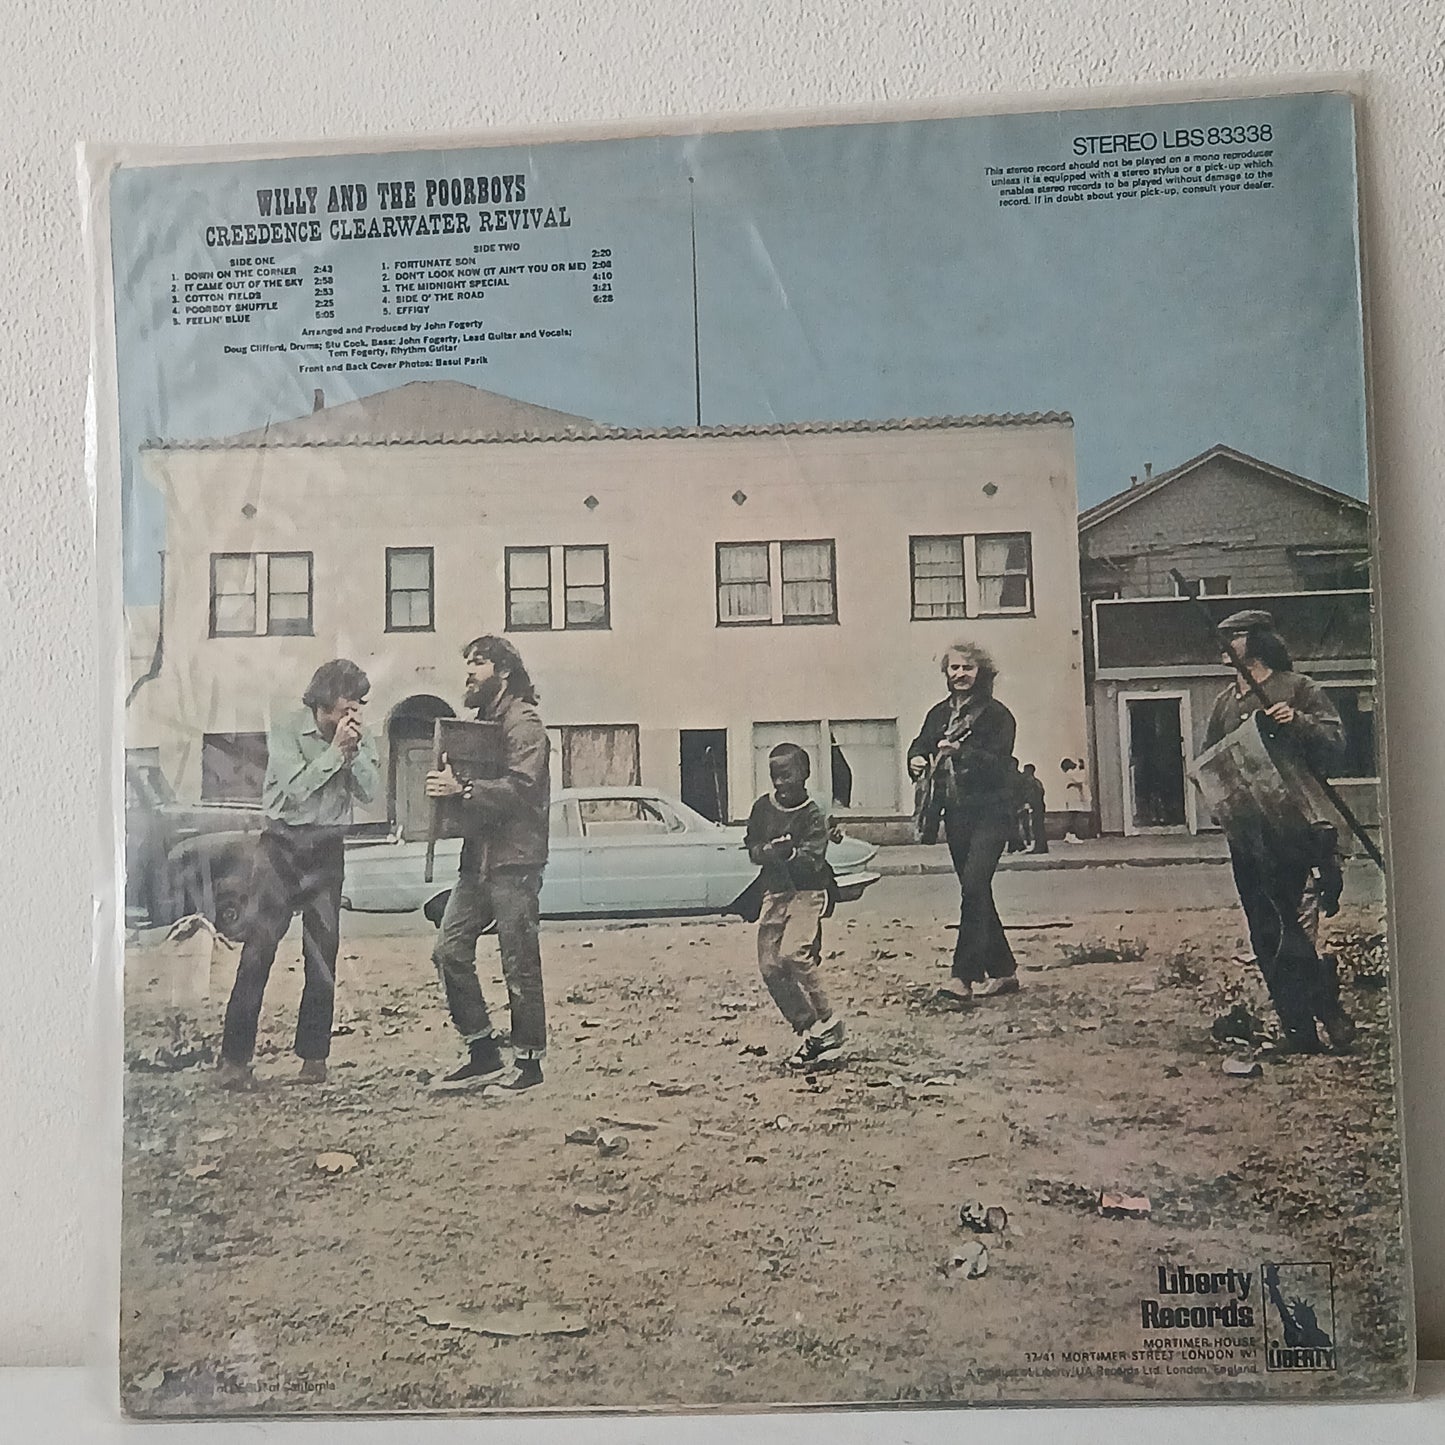 WILLY AND THE POORBOYS
CREEDENCE CLEARWATER REVIVAL
SIDE ONE
1. DOWN ON THE CORNER 2:43
2. IT CAME OUT OF THE SKY 2:58
3. COTTON FIELDS 2:53
4. POORBOY SHUFFLE 2:25
5. FEELIN' BLUE 5:05
SIDE TWO
1. FORTUNATE SON 2:20
2. DON'T LOOK NOW (IT AIN'T YOU OR ME) 2:08
3. THE MIDNIGHT SPECIAL 4:10
4. SIDE O' THE ROAD 3:21
5. EFFIGY 6:28
Arranged and Produced by John Fogerty
Doug Clifford, Drums; Stu Cook, Bass; John Fogerty, Lead Guitar and Vocals;
Tom Fogerty, Rhythm Guitar
Front and Back Cover Photos: Basul Parik
STEREO LBS 83338
This stereo record should not be played on a mono reproducer
unless it is equipped with a stereo stylus or a pick-up which
enables stereo records to be played without damage to the
record. If in doubt about your pick-up, consult your dealer.
Liberty
Records
MORTIMER HOUSE
37/41 MORTIMER STREET LONDON W1
A Product of Liberty/UA Records Ltd. London, England
LIBERTY
of California